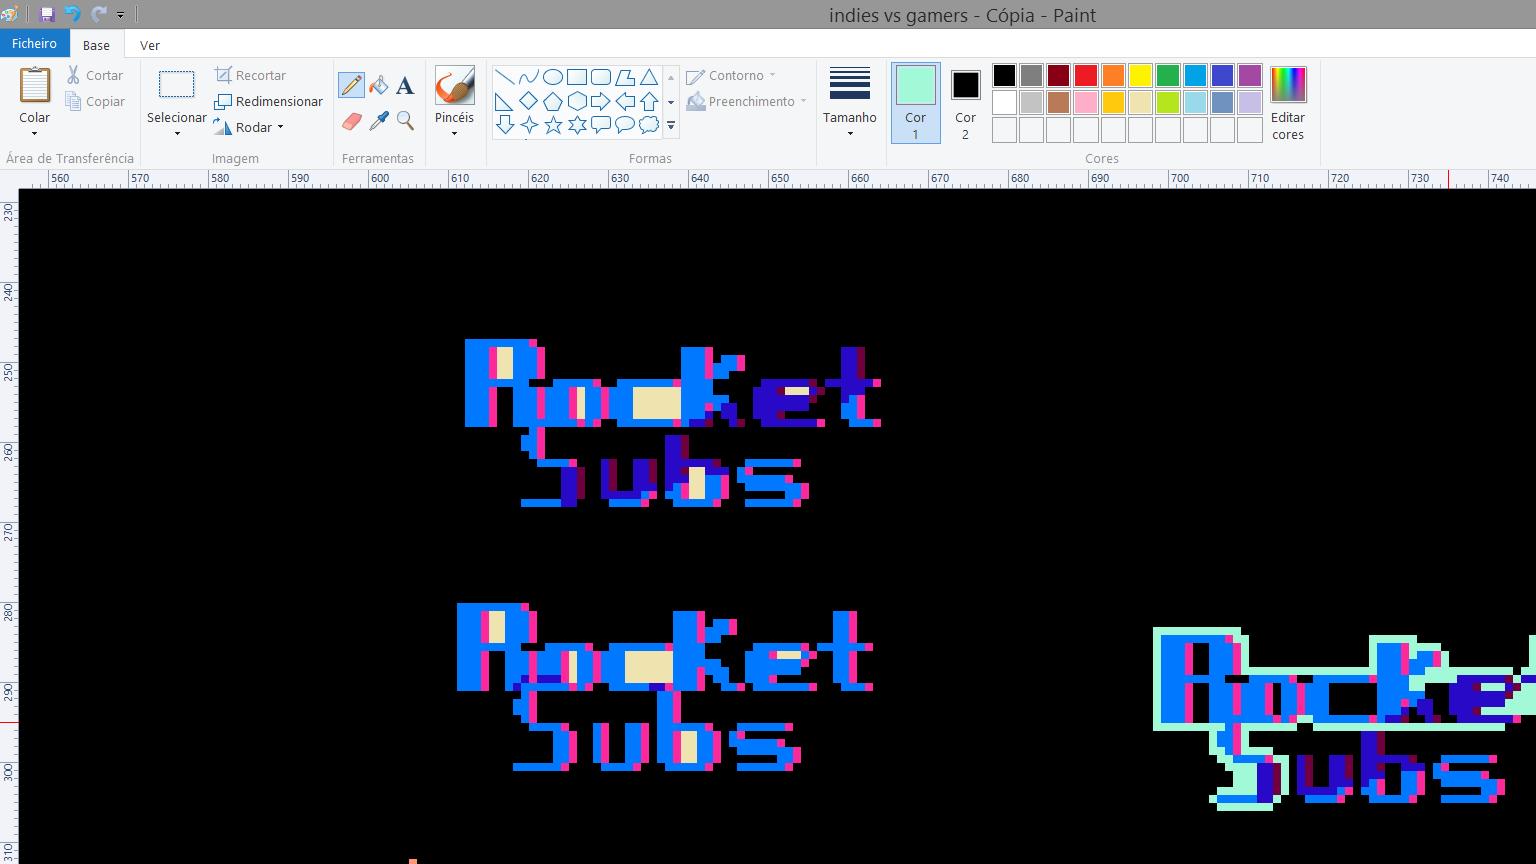 indies vs gamers - Cópia - Paint
Ficheiro Base Ver
Colar
Cortar
Copiar
Área de Transferência
Selecionar
Recortar
Redimensionar
Rodar
Imagem
A
Ferramentas
Pincéis
Contorno
Preenchimento
Formas
Tamanho
Cor 1
Cor 2
Editar cores
Cores
560 570 580 590 600 610 620 630 640 650 660 670 680 690 700 710 720 730 740
230
240
250
260
270
280
290
300
310
Rocket
Subs
Rocket
Subs
Rocke
Subs